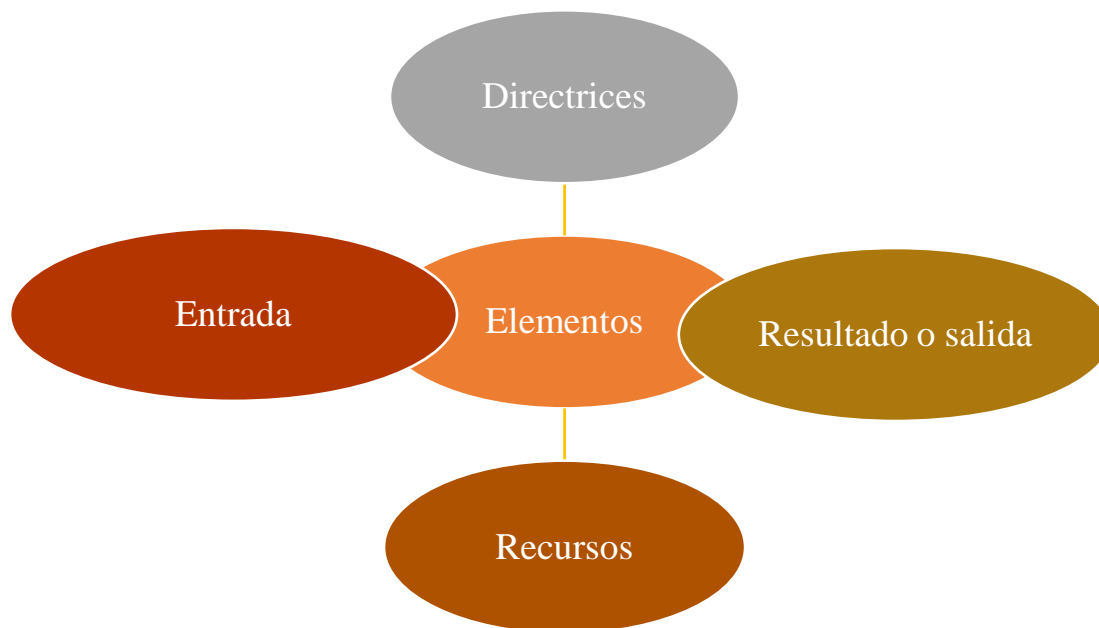 Directrices
Entrada
Elementos
Resultado o salida
Recursos